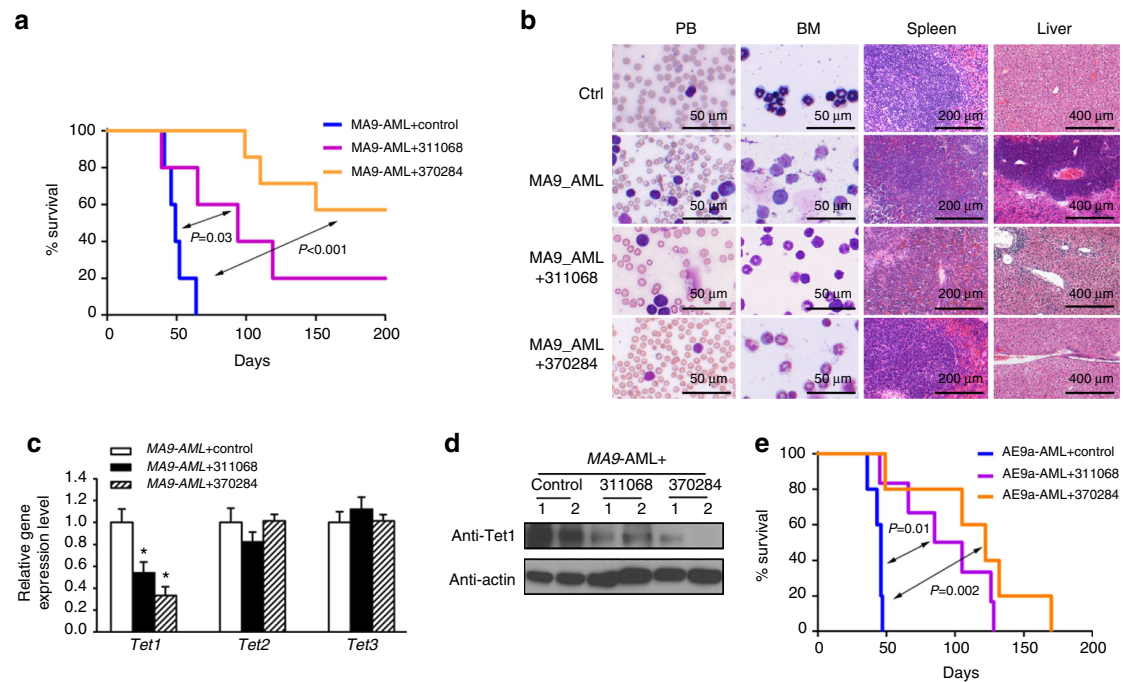 a
100
80
60
40
20
0
% survival
0 50 100 150 200
Days
MA9-AML+control
MA9-AML+311068
MA9-AML+370284
P=0.03
P<0.001
b
PB BM Spleen Liver
Ctrl
50 μm 50 μm 200 μm 400 μm
MA9_AML
50 μm 50 μm 200 μm 400 μm
MA9_AML
+311068
50 μm 50 μm 200 μm 400 μm
MA9_AML
+370284
50 μm 50 μm 200 μm 400 μm
c
MA9-AML+control
MA9-AML+311068
MA9-AML+370284
Relative gene
expression level
1.4
1.2
1.0
0.8
0.6
0.4
0.2
0.0
* *
Tet1 Tet2 Tet3
d
MA9-AML+
Control 311068 370284
1 2 1 2 1 2
Anti-Tet1
Anti-actin
e
100
80
60
40
20
0
% survival
0 50 100 150 200
Days
AE9a-AML+control
AE9a-AML+311068
AE9a-AML+370284
P=0.01
P=0.002